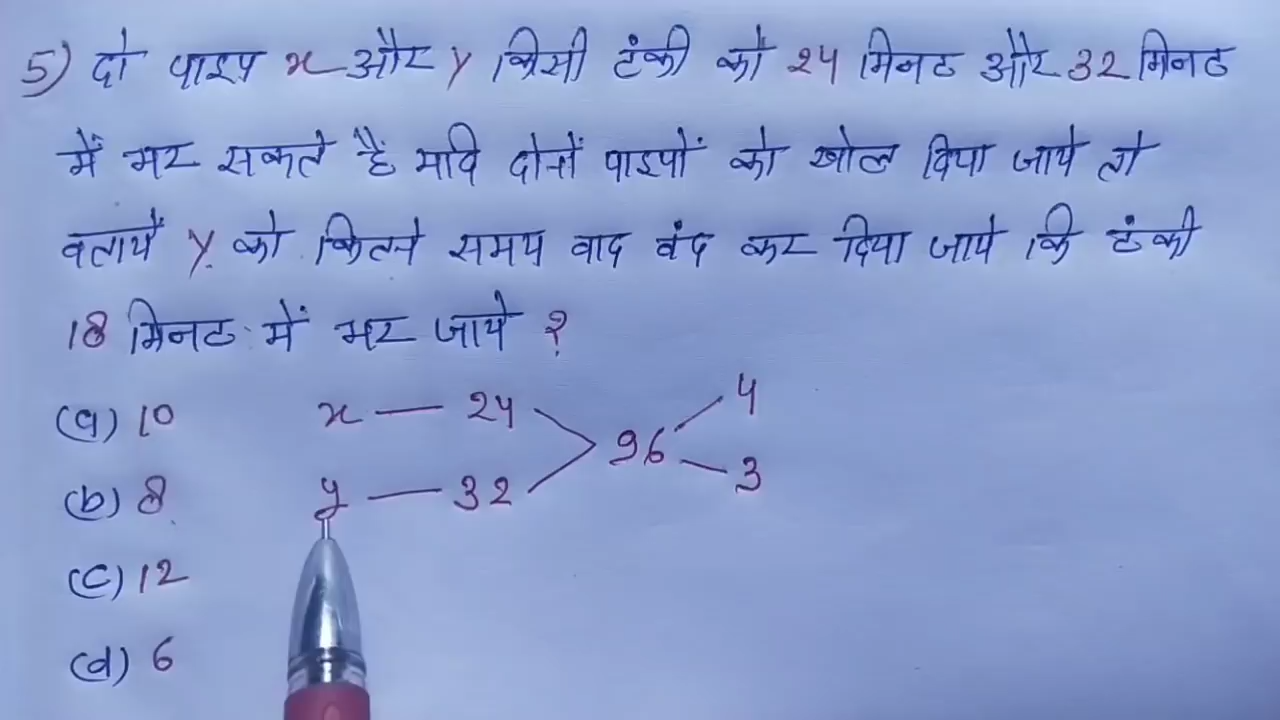 5) दो पाइप x और y किसी टंकी को 24 मिनट और 32 मिनट
में भर सकते हैं यदि दोनों पाइपों को खोल दिया जाये तो
बतायें y को कितने समय बाद बंद कर दिया जाये कि टंकी
18 मिनट में भर जाये ?
(a) 10
x — 24
96
4
(b) 8
y — 32
3
(c) 12
(d) 6